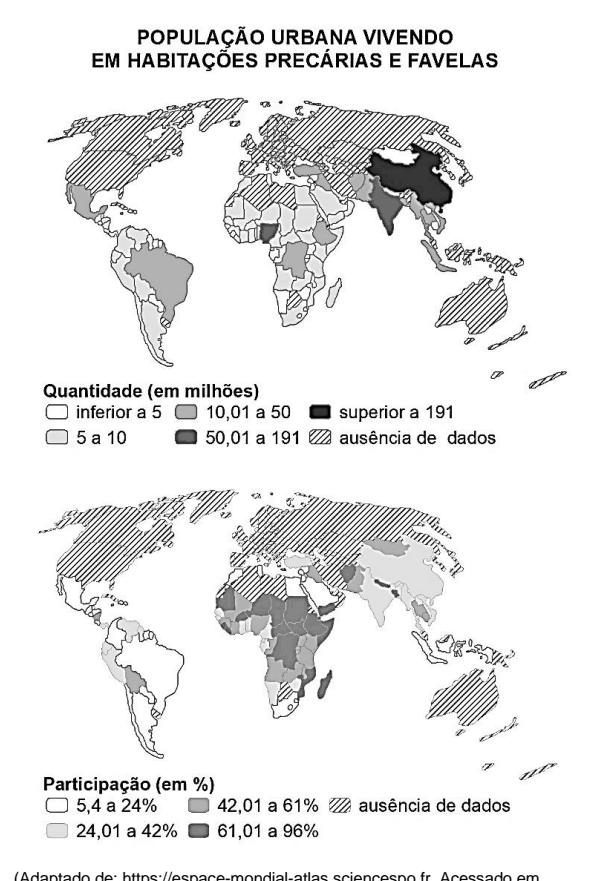 POPULAÇÃO URBANA VIVENDO
EM HABITAÇÕES PRECÁRIAS E FAVELAS
Quantidade (em milhões)
inferior a 5 10,01 a 50 superior a 191
5 a 10 50,01 a 191 ausência de dados
Participação (em %)
5,4 a 24% 42,01 a 61% ausência de dados
24,01 a 42% 61,01 a 96%
(Adaptado de: https://espace-mondial-atlas.sciencespo.fr. Acessado em